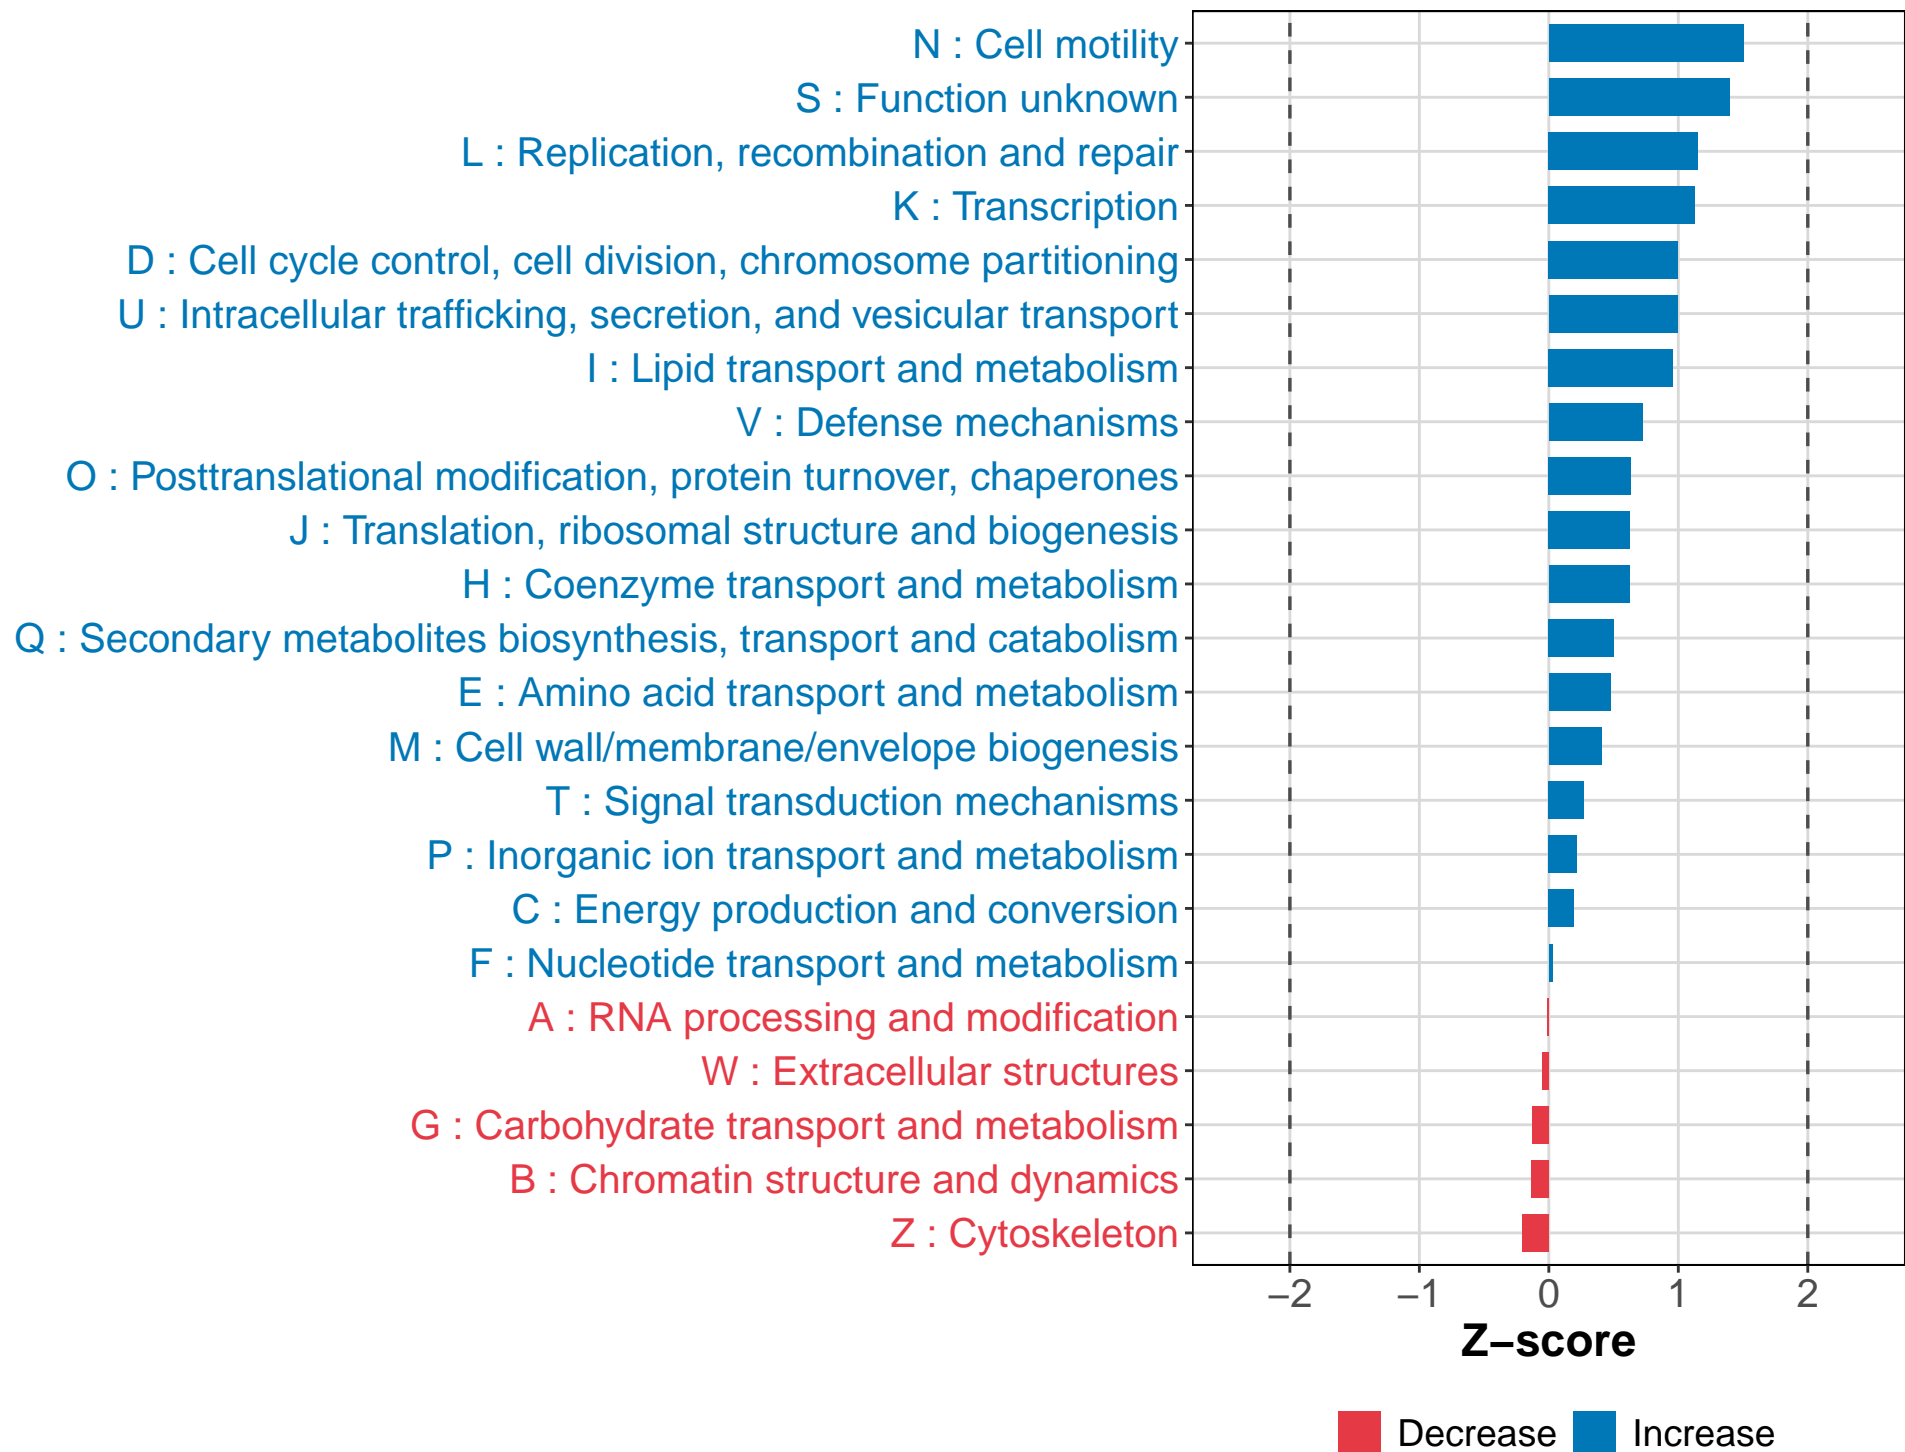 N : Cell motility
S : Function unknown
L : Replication, recombination and repair
K : Transcription
D : Cell cycle control, cell division, chromosome partitioning
U : Intracellular trafficking, secretion, and vesicular transport
I : Lipid transport and metabolism
V : Defense mechanisms
O : Posttranslational modification, protein turnover, chaperones
J : Translation, ribosomal structure and biogenesis
H : Coenzyme transport and metabolism
Q : Secondary metabolites biosynthesis, transport and catabolism
E : Amino acid transport and metabolism
M : Cell wall/membrane/envelope biogenesis
T : Signal transduction mechanisms
P : Inorganic ion transport and metabolism
C : Energy production and conversion
F : Nucleotide transport and metabolism
A : RNA processing and modification
W : Extracellular structures
G : Carbohydrate transport and metabolism
B : Chromatin structure and dynamics
Z : Cytoskeleton
−2 −1 0 1 2
Z−score
Decrease Increase